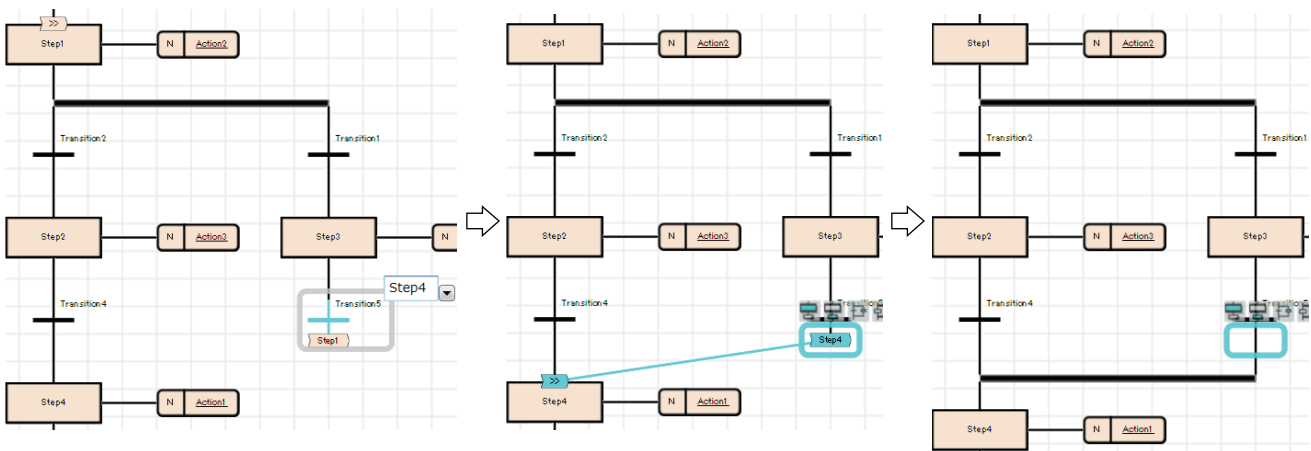 >>
Step1
N Action2
Transition2
Transition1
Step2
N Action3
Step3
N
Transition4
Transition5
Step4
Step1
Step4
N Action1
Step1
N Action2
Transition2
Transition1
Step2
N Action3
Step3
Transition4
Step4
>>
Step4
N Action1
Step1
N Action2
Transition2
Transition1
Step2
N Action3
Step3
Transition4
Step4
N Action1